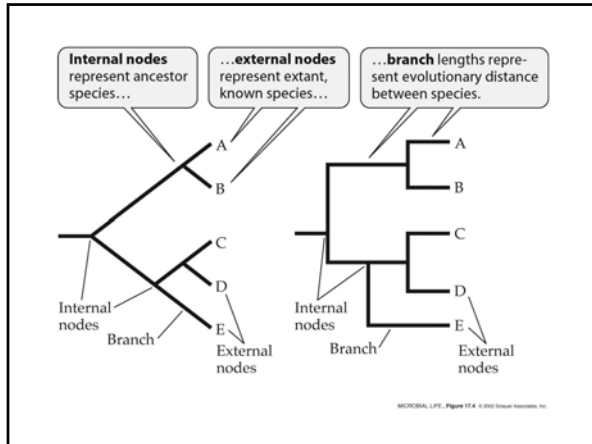 Internal nodes
represent ancestor
species…
…external nodes
represent extant,
known species…
…branch lengths repre-
sent evolutionary distance
between species.
A
B
C
D
E
Internal
nodes
Branch
External
nodes
A
B
C
D
E
Internal
nodes
Branch
External
nodes
MICROBIAL LIFE, Figure 17.4 © 2002 Sinauer Associates, Inc.